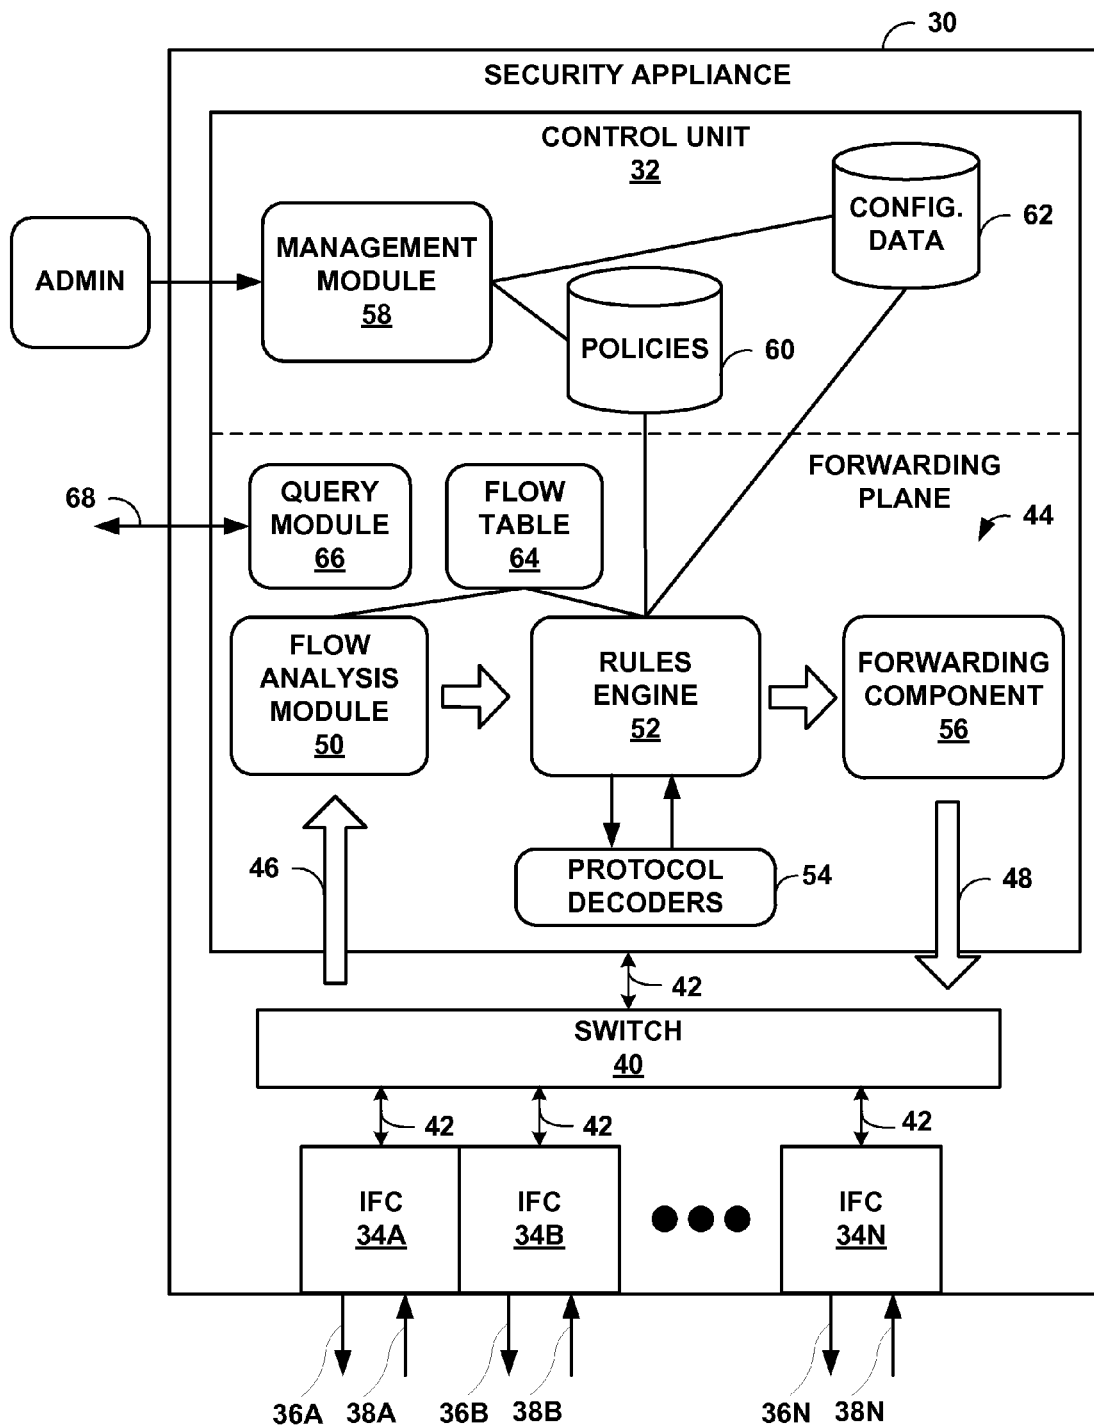 30
SECURITY APPLIANCE
CONTROL UNIT
32
CONFIG.
DATA
62
MANAGEMENT
MODULE
58
ADMIN
POLICIES
60
FORWARDING
PLANE
44
68
QUERY
MODULE
66
FLOW
TABLE
64
FLOW
ANALYSIS
MODULE
50
RULES
ENGINE
52
FORWARDING
COMPONENT
56
46
PROTOCOL
DECODERS
54
48
42
SWITCH
40
42
42
42
IFC
34A
IFC
34B
IFC
34N
36A
38A
36B
38B
36N
38N